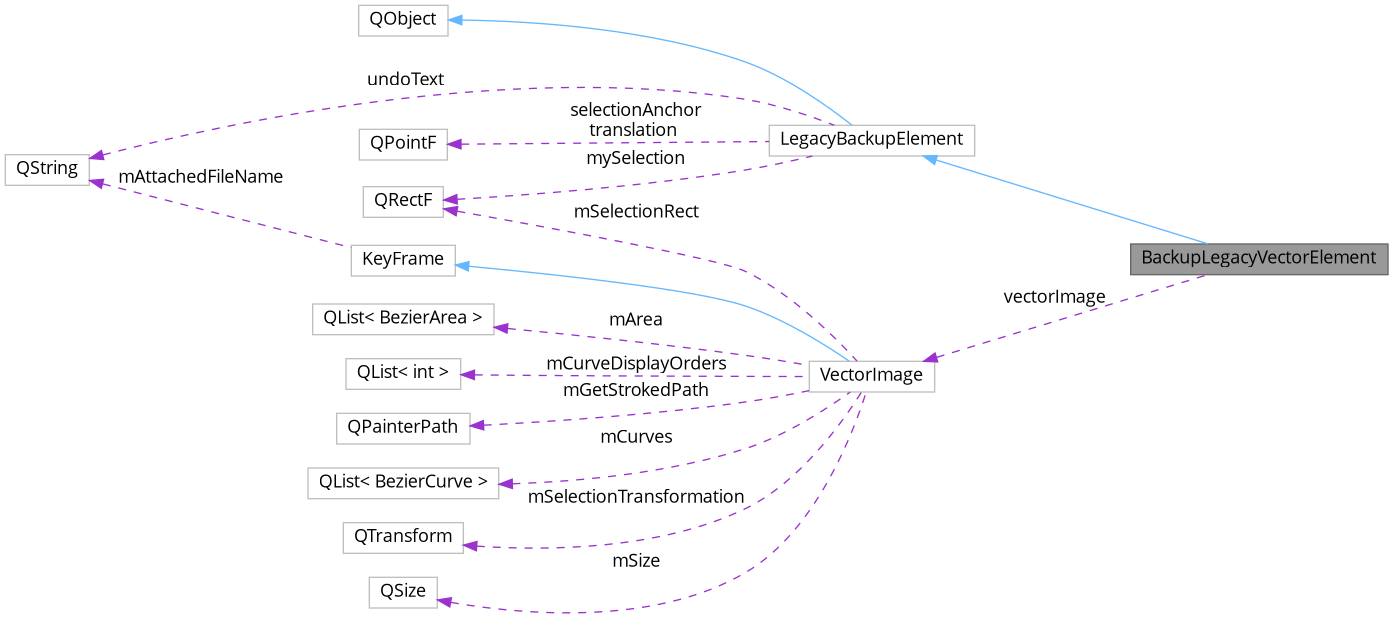 QObject
undoText
selectionAnchor
translation
LegacyBackupElement
QPointF
mySelection
QString
mAttachedFileName
QRectF
mSelectionRect
KeyFrame
BackupLegacyVectorElement
vectorImage
QList< BezierArea >
mArea
QList< int >
mCurveDisplayOrders
VectorImage
mGetStrokedPath
QPainterPath
mCurves
QList< BezierCurve >
mSelectionTransformation
QTransform
mSize
QSize